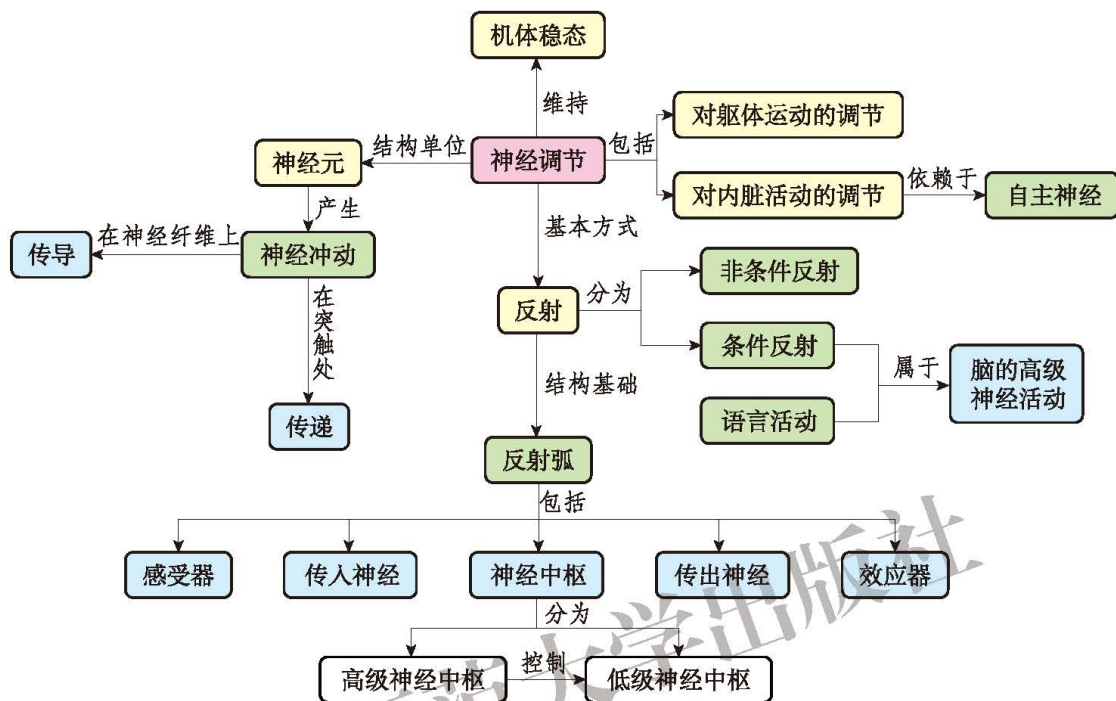 机体稳态
维持
对躯体运动的调节
结构单位
神经调节
包括
神经元
对内脏活动的调节
依赖于
自主神经
产生
基本方式
传导
在神经纤维上
神经冲动
非条件反射
反射
分为
在突触处
条件反射
属于
脑的高级
神经活动
结构基础
语言活动
传递
反射弧
包括
感受器
传入神经
神经中枢
传出神经
效应器
分为
高级神经中枢
控制
低级神经中枢
大学出版社